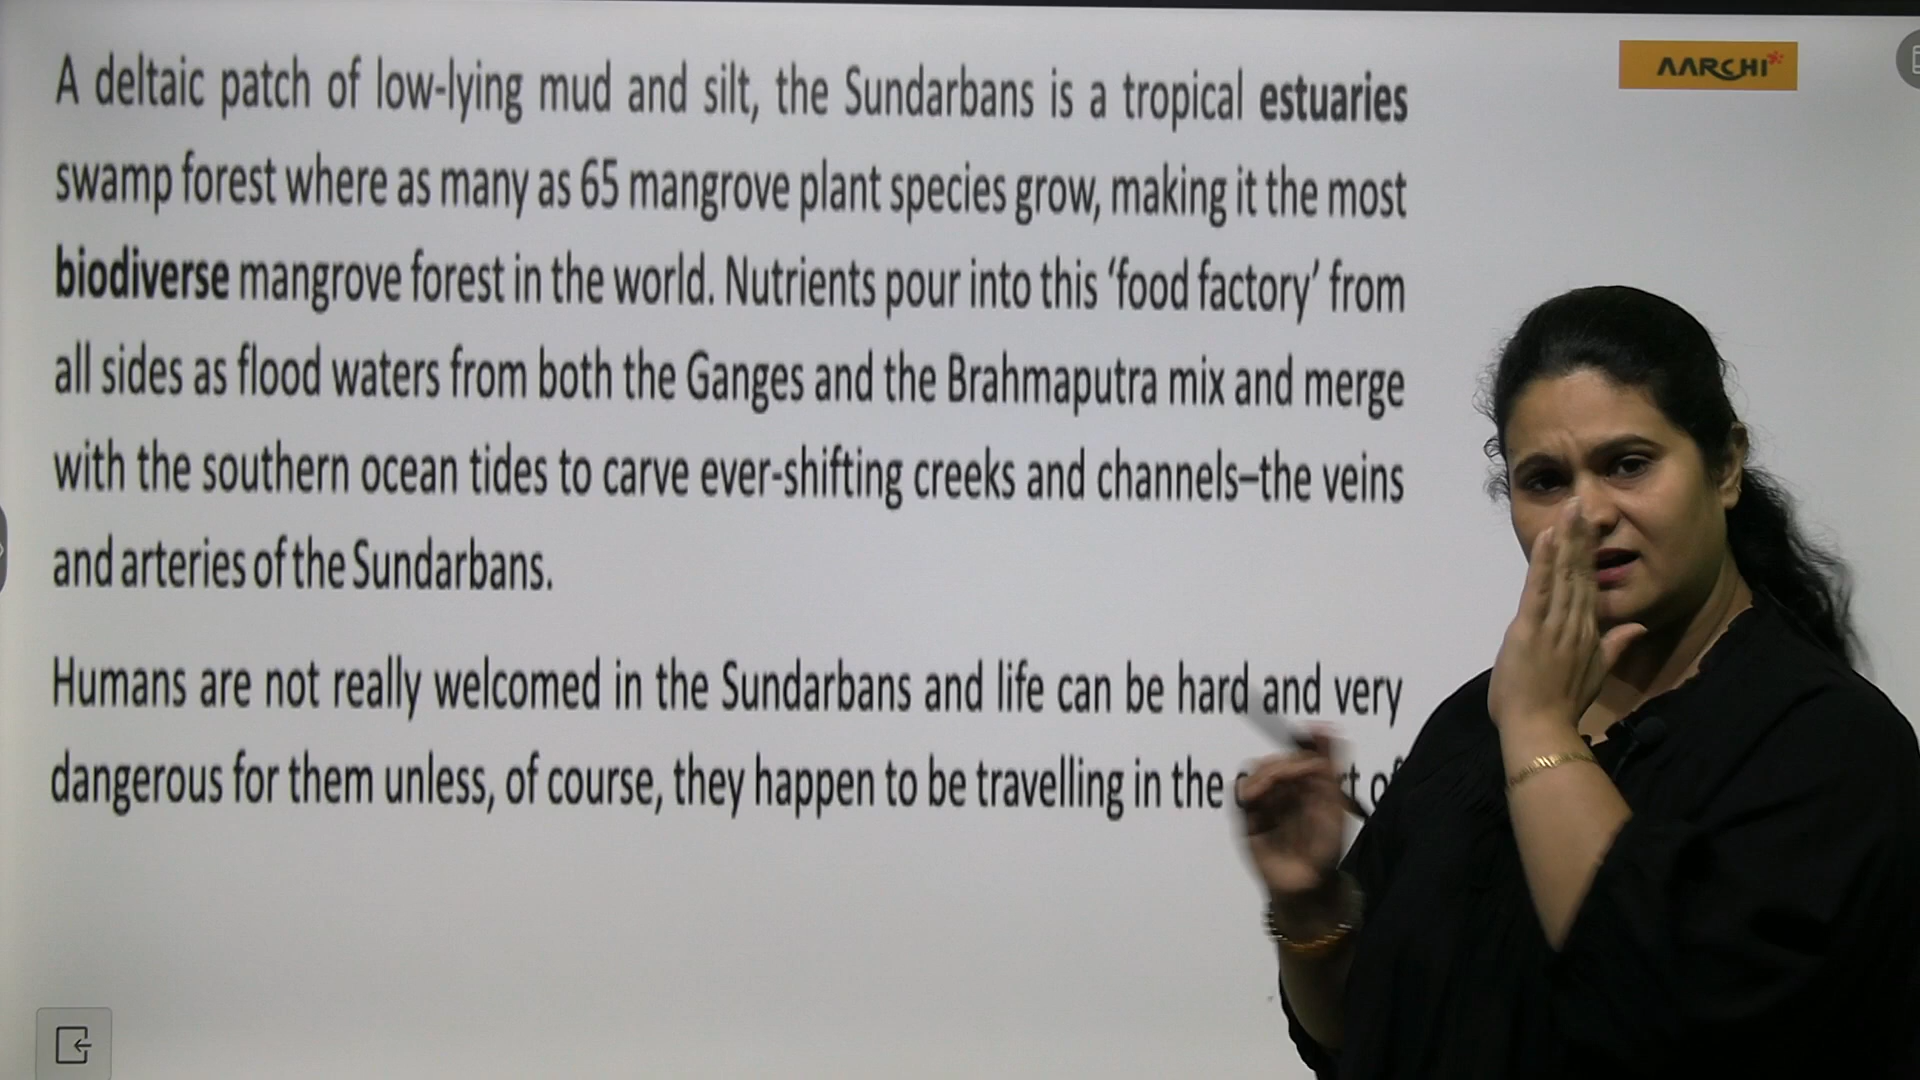 AARCHI
A deltaic patch of low-lying mud and silt, the Sundarbans is a tropical estuaries
swamp forest where as many as 65 mangrove plant species grow, making it the most
biodiverse mangrove forest in the world. Nutrients pour into this ‘food factory’ from
all sides as flood waters from both the Ganges and the Brahmaputra mix and merge
with the southern ocean tides to carve ever-shifting creeks and channels–the veins
and arteries of the Sundarbans.
Humans are not really welcomed in the Sundarbans and life can be hard and very
dangerous for them unless, of course, they happen to be travelling in the